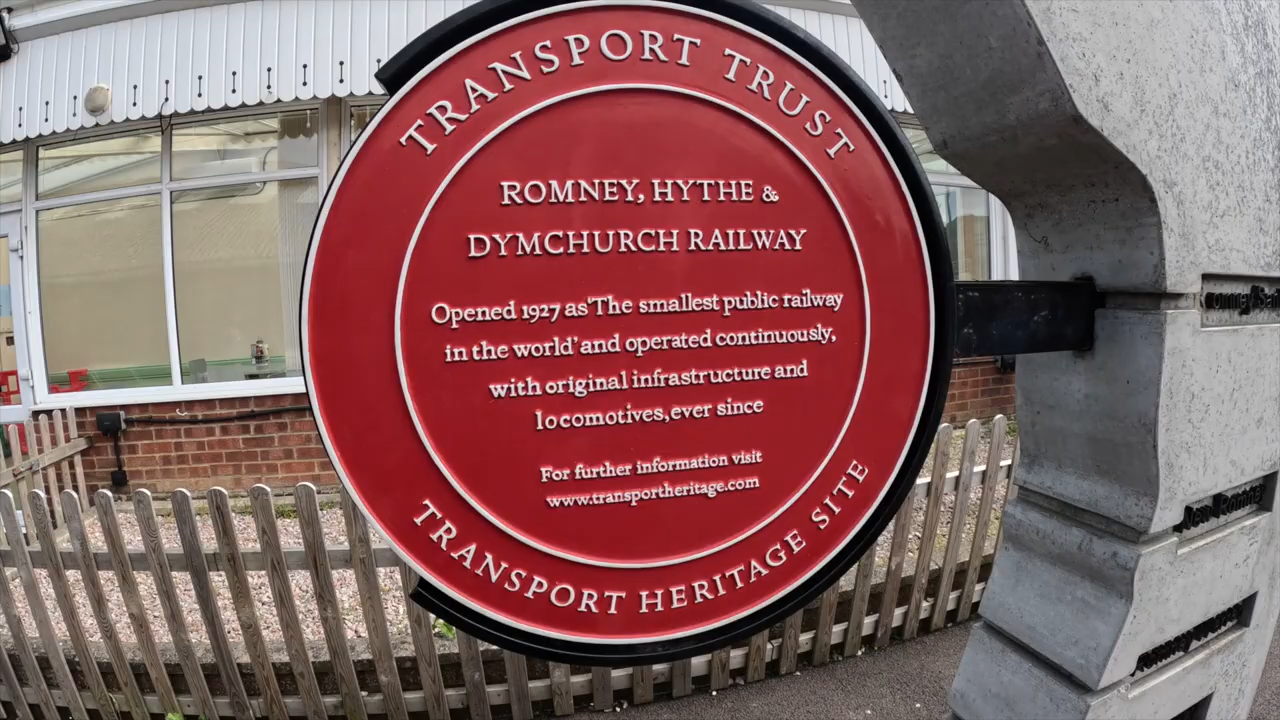 TRANSPORT TRUST
ROMNEY, HYTHE &
DYMCHURCH RAILWAY
Opened 1927 as 'The smallest public railway
in the world' and operated continuously,
with original infrastructure and
locomotives, ever since
For further information visit
www.transportheritage.com
TRANSPORT HERITAGE SITE
New Romney